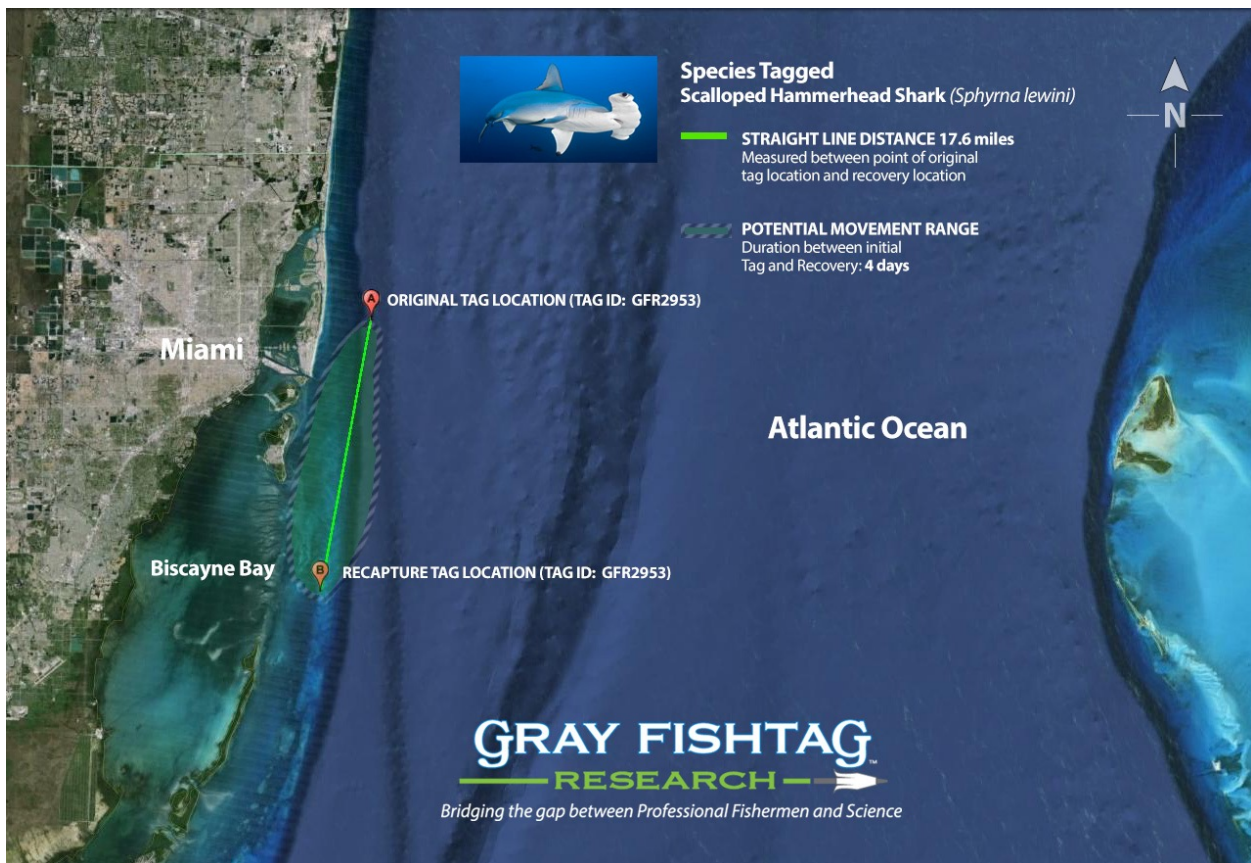 Species Tagged
Scalloped Hammerhead Shark (Sphyrna lewini)
N
STRAIGHT LINE DISTANCE 17.6 miles
Measured between point of original
tag location and recovery location
POTENTIAL MOVEMENT RANGE
Duration between initial
Tag and Recovery: 4 days
A
ORIGINAL TAG LOCATION (TAG ID: GFR2953)
Miami
Atlantic Ocean
Biscayne Bay
B
RECAPTURE TAG LOCATION (TAG ID: GFR2953)
GRAY FISHTAG™
RESEARCH
Bridging the gap between Professional Fishermen and Science